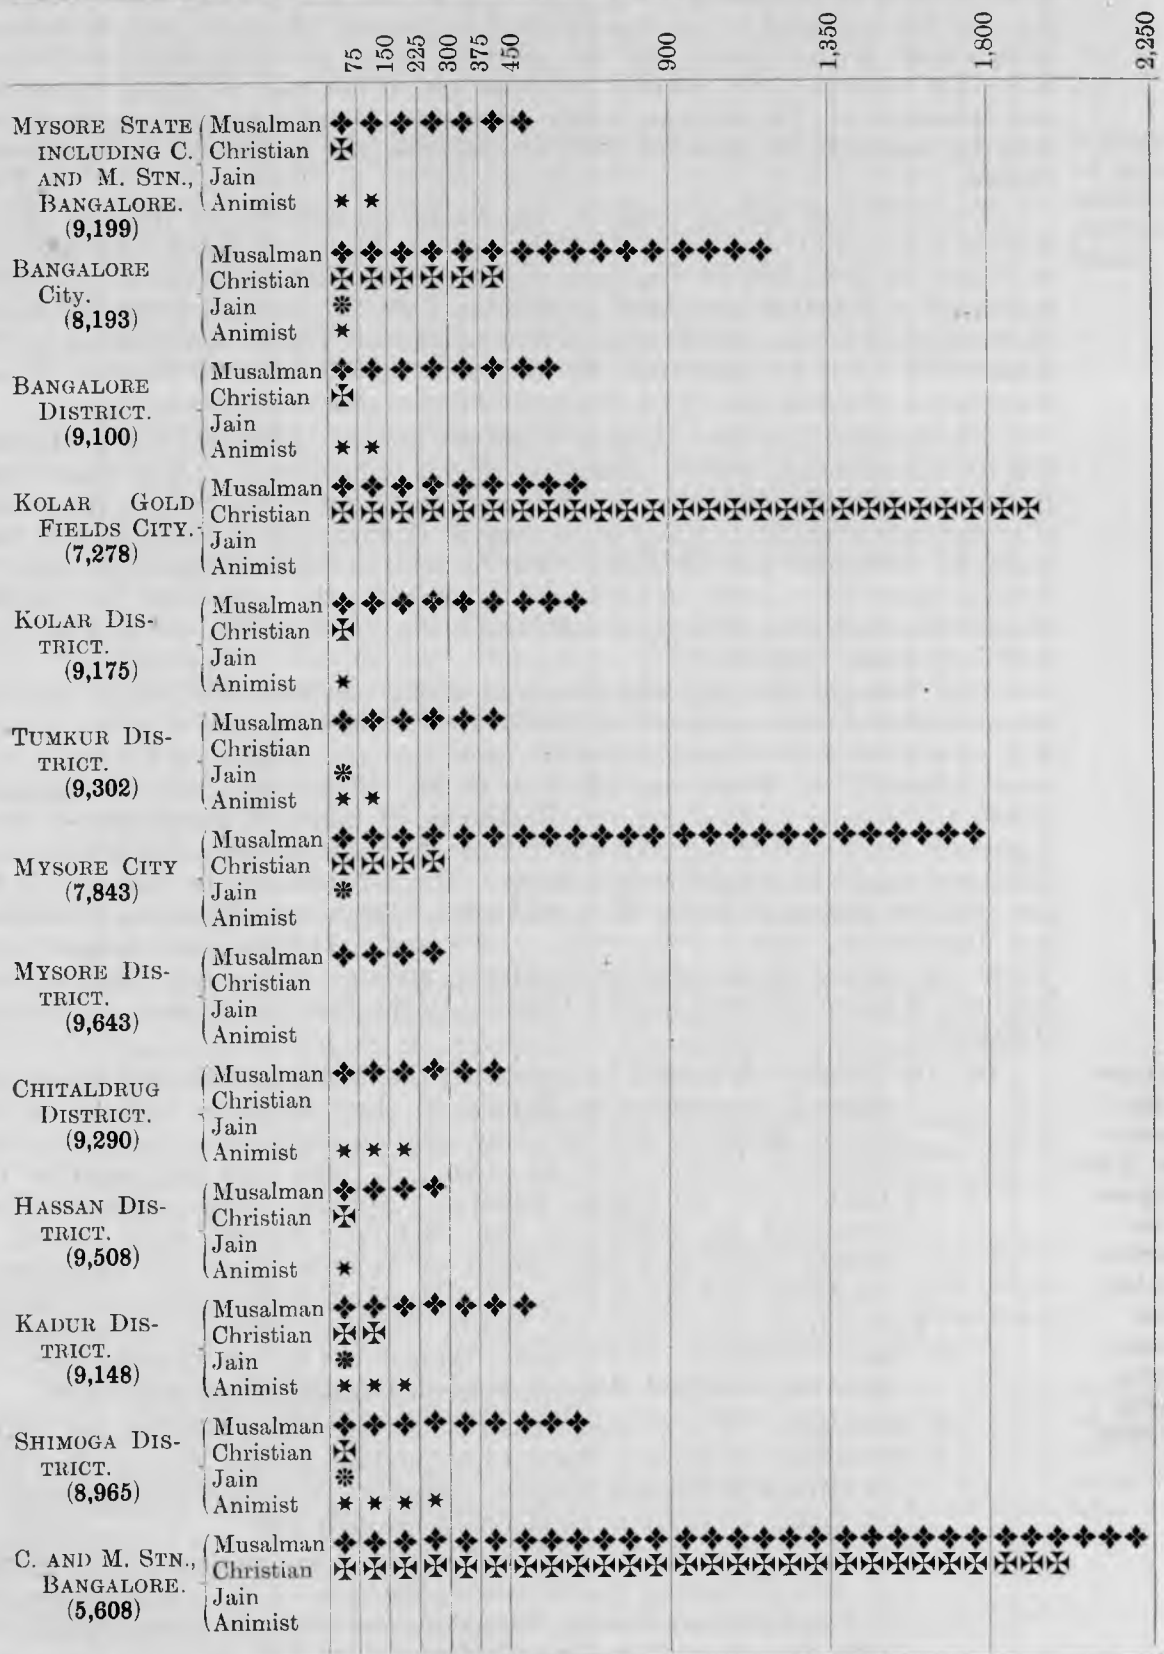 75 150 225 300 375 450 900 1,350 1,800 2,250
MYSORE STATE Musalman
INCLUDING C. Christian
AND M. STN., Jain
BANGALORE. Animist
(9,199)
Musalman
BANGALORE Christian
City. Jain
(8,193) Animist
Musalman
BANGALORE Christian
DISTRICT. Jain
(9,100) Animist
Musalman
KOLAR GOLD Christian
FIELDS CITY. Jain
(7,278) Animist
Musalman
KOLAR DIS- Christian
TRICT. Jain
(9,175) Animist
Musalman
TUMKUR DIS- Christian
TRICT. Jain
(9,302) Animist
Musalman
MYSORE CITY Christian
(7,843) Jain
Animist
Musalman
MYSORE DIS- Christian
TRICT. Jain
(9,643) Animist
Musalman
CHITALDRUG Christian
DISTRICT. Jain
(9,290) Animist
Musalman
HASSAN DIS- Christian
TRICT. Jain
(9,508) Animist
Musalman
KADUR DIS- Christian
TRICT. Jain
(9,148) Animist
Musalman
SHIMOGA DIS- Christian
TRICT. Jain
(8,965) Animist
Musalman
C. AND M. STN., Christian
BANGALORE. Jain
(5,608) Animist